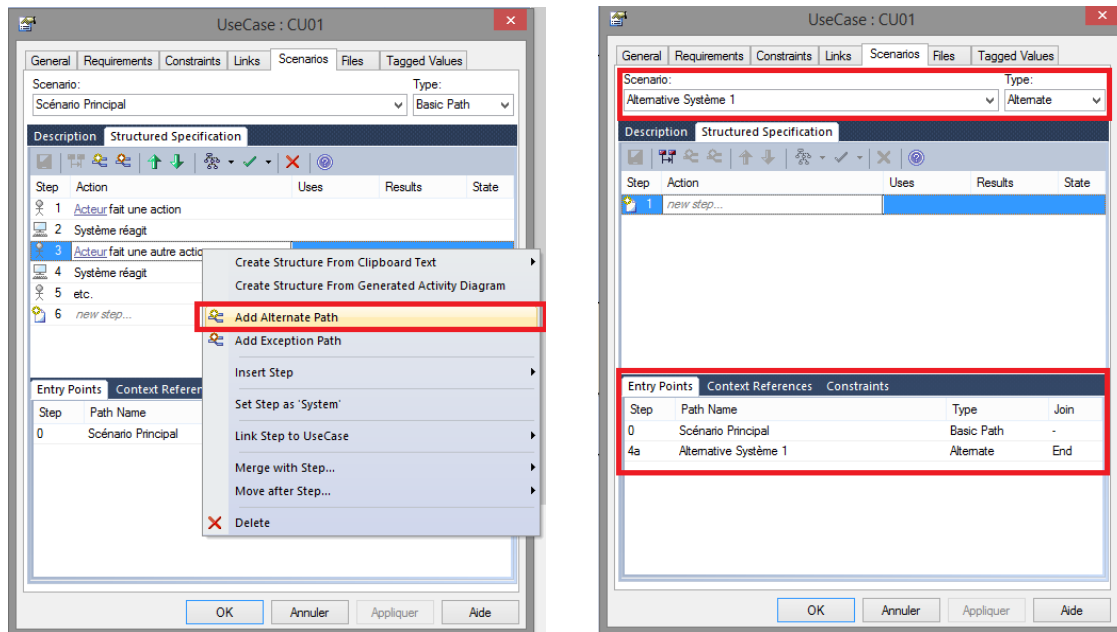 UseCase : CU01
General Requirements Constraints Links Scenarios Files Tagged Values
Scenario: Type:
Scénario Principal Basic Path
Description Structured Specification
Step Action Uses Results State
1 Acteur fait une action
2 Système réagit
3 Acteur fait une autre actio
4 Système réagit
5 etc.
6 new step...
Create Structure From Clipboard Text
Create Structure From Generated Activity Diagram
Add Alternate Path
Add Exception Path
Insert Step
Set Step as 'System'
Link Step to UseCase
Merge with Step...
Move after Step...
Delete
Entry Points Context Referen
Step Path Name
0 Scénario Principal
OK Annuler Appliquer Aide
UseCase : CU01
General Requirements Constraints Links Scenarios Files Tagged Values
Scenario: Type:
Alternative Système 1 Alternate
Description Structured Specification
Step Action Uses Results State
1 new step...
Entry Points Context References Constraints
Step Path Name Type Join
0 Scénario Principal Basic Path -
4a Alternative Système 1 Alternate End
OK Annuler Appliquer Aide